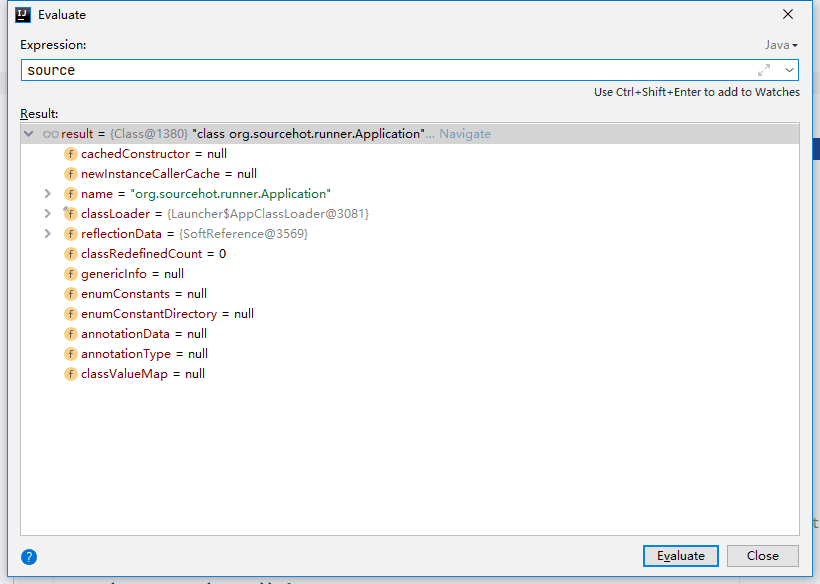 Evaluate
Expression:
Java
source
Use Ctrl+Shift+Enter to add to Watches
Result:
result = {Class@1380} "class org.sourcehot.runner.Application"... Navigate
f cachedConstructor = null
f newInstanceCallerCache = null
f name = "org.sourcehot.runner.Application"
f classLoader = {Launcher$AppClassLoader@3081}
f reflectionData = {SoftReference@3569}
f classRedefinedCount = 0
f genericInfo = null
f enumConstants = null
f enumConstantDirectory = null
f annotationData = null
f annotationType = null
f classValueMap = null
? Evaluate Close